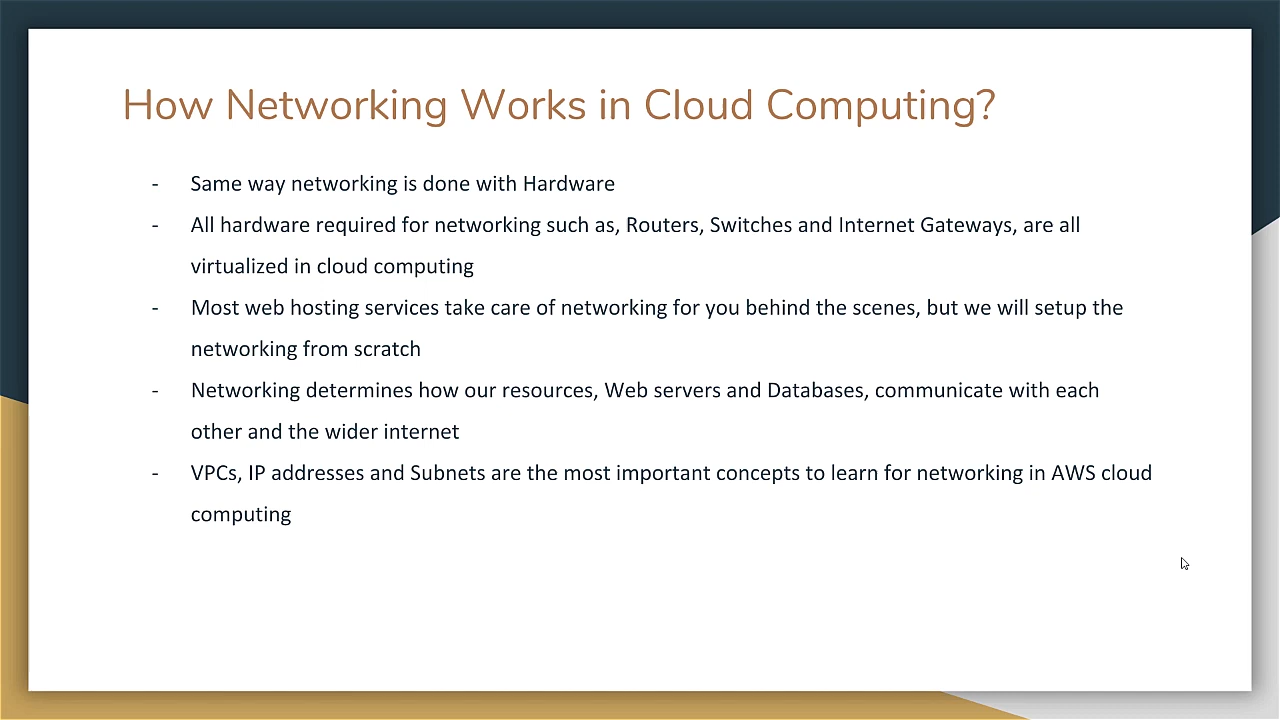 How Networking Works in Cloud Computing?
- Same way networking is done with Hardware
- All hardware required for networking such as, Routers, Switches and Internet Gateways, are all
virtualized in cloud computing
- Most web hosting services take care of networking for you behind the scenes, but we will setup the
networking from scratch
- Networking determines how our resources, Web servers and Databases, communicate with each
other and the wider internet
- VPCs, IP addresses and Subnets are the most important concepts to learn for networking in AWS cloud
computing